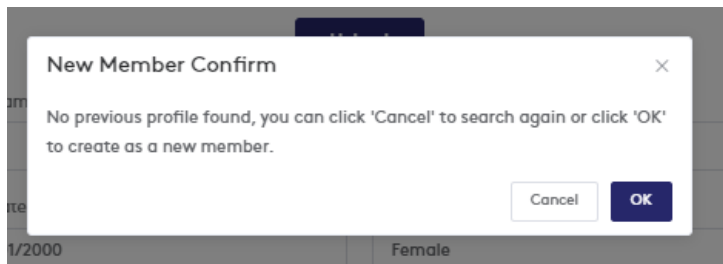 New Member Confirm
No previous profile found, you can click 'Cancel' to search again or click 'OK'
to create as a new member.
Cancel OK
1/2000 Female